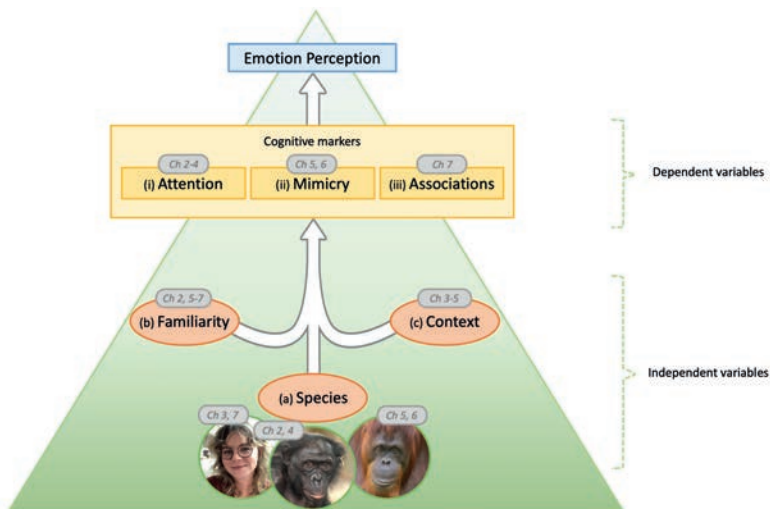 Emotion Perception
Cognitive markers
Ch 2-4
Ch 5, 6
Ch 7
(i) Attention
(ii) Mimicry
(iii) Associations
Dependent variables
Ch 2, 5-7
Ch 3-5
(b) Familiarity
(c) Context
Independent variables
(a) Species
Ch 3, 7
Ch 2, 4
Ch 5, 6